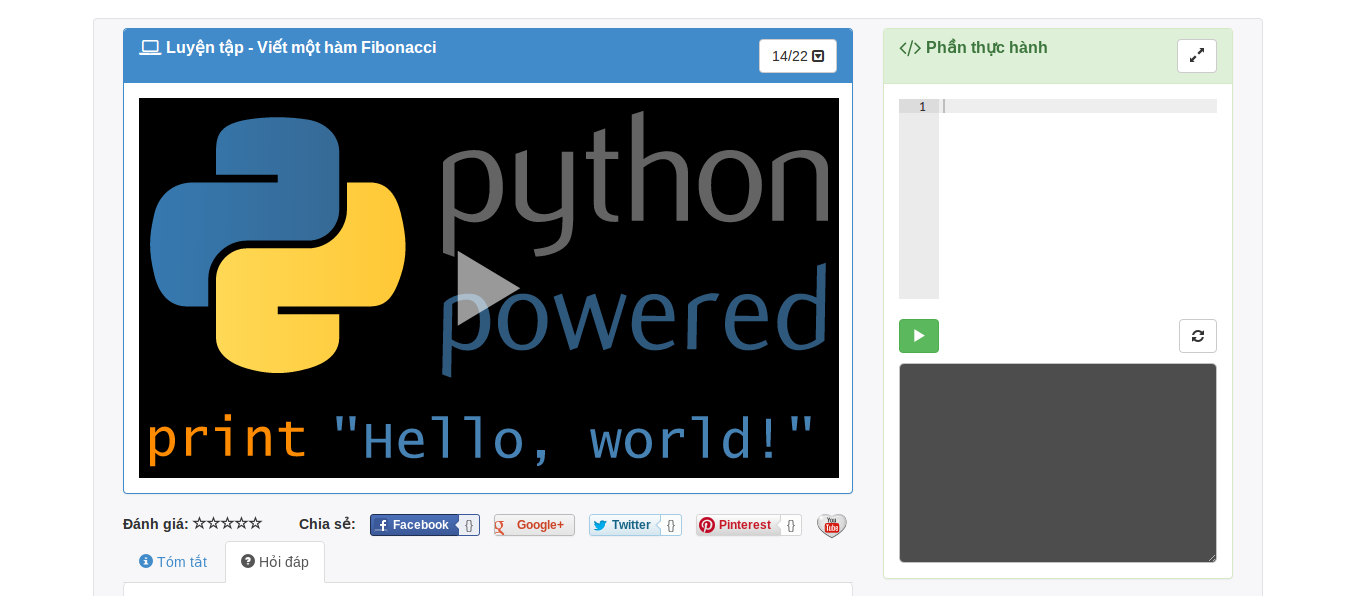 Luyện tập - Viết một hàm Fibonacci
14/22
python
powered
print "Hello, world!"
Đánh giá:
Chia sẻ:
Facebook {}
Google+
Twitter {}
Pinterest {}
You Tube
Tóm tắt
Hỏi đáp
Phần thực hành
1